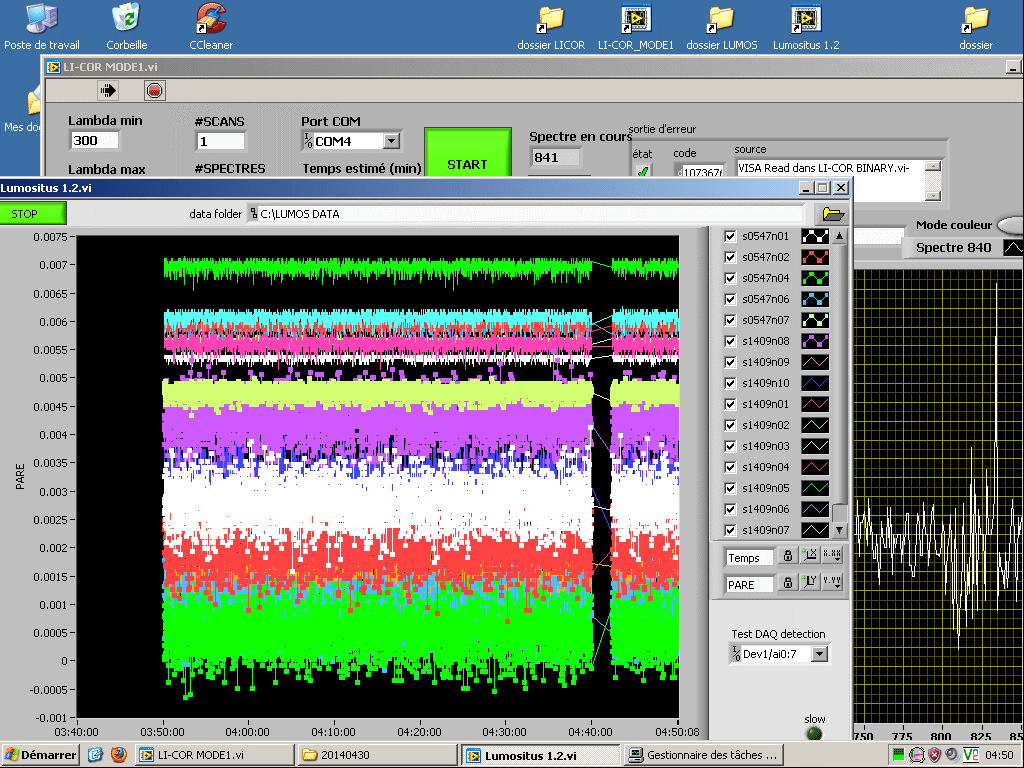 Poste de travail
Corbeille
CCleaner
dossier LICOR
LI-COR_MODE1
dossier LUMOS
Lumositus 1.2
dossier
LI-COR MODE1.vi
Mes do
Lambda min
#SCANS
Port COM
300
1
COM4
START
Spectre en cours
841
sortie d'erreur
état
code
source
107367
VISA Read dans LI-COR BINARY.vi-
Lambda max
#SPECTRES
Temps estimé (min)
Lumositus 1.2.vi
STOP
data folder
C:\LUMOS DATA
Mode couleur
Spectre 840
0.0075
0.007
0.0065
0.006
0.0055
0.005
0.0045
0.004
0.0035
0.003
0.0025
0.002
0.0015
0.001
0.0005
0
-0.0005
-0.001
PARE
03:40:00
03:50:00
04:00:00
04:10:00
04:20:00
04:30:00
04:40:00
04:50:08
s0547n01
s0547n02
s0547n04
s0547n06
s0547n07
s1409n08
s1409n09
s1409n10
s1409n01
s1409n02
s1409n03
s1409n04
s1409n05
s1409n06
s1409n07
Temps
X.XX
PARE
Y.YY
Test DAQ detection
Dev1/ai0:7
slow
750
775
800
825
85
Démarrer
LI-COR MODE1.vi
20140430
Lumositus 1.2.vi
Gestionnaire des tâches ...
04:50